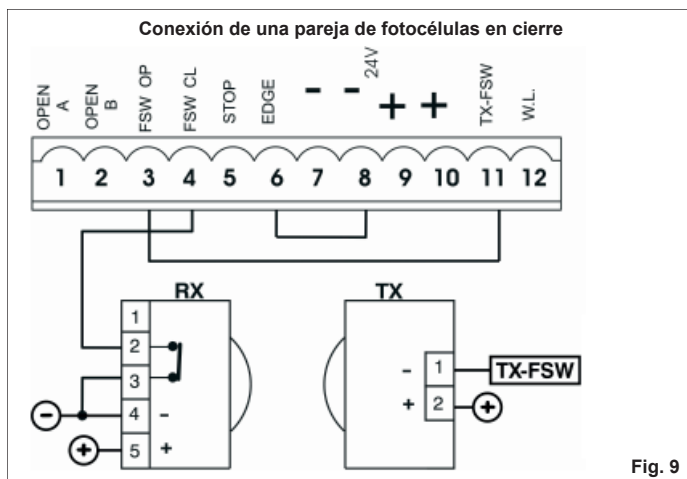 Conexión de una pareja de fotocélulas en cierre
OPEN A
OPEN B
FSW OP
FSW CL
STOP
EDGE
- - 24V + +
TX-FSW
W.L.
1 2 3 4 5 6 7 8 9 10 11 12
RX
1
2
3
4 -
5 +
-
+
TX
- 1 TX-FSW
+ 2 +
Fig. 9